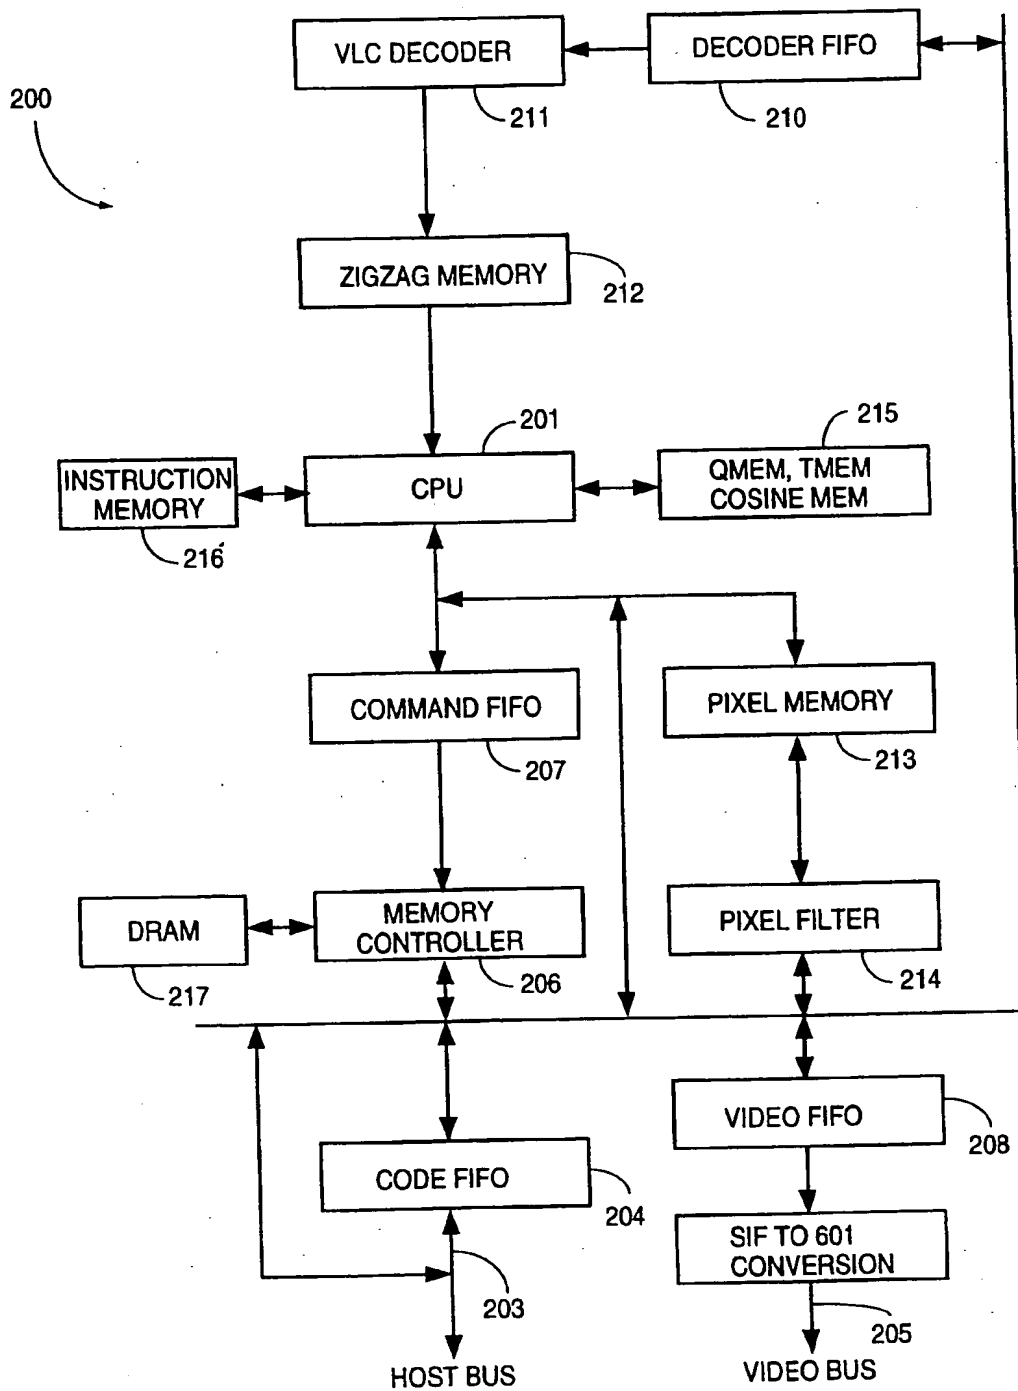 VLC DECODER
DECODER FIFO
200
211
210
ZIGZAG MEMORY
212
201
215
INSTRUCTION
MEMORY
CPU
QMEM, TMEM
COSINE MEM
216
COMMAND FIFO
PIXEL MEMORY
207
213
DRAM
MEMORY
CONTROLLER
PIXEL FILTER
217
206
214
VIDEO FIFO
208
CODE FIFO
204
SIF TO 601
CONVERSION
203
205
HOST BUS
VIDEO BUS